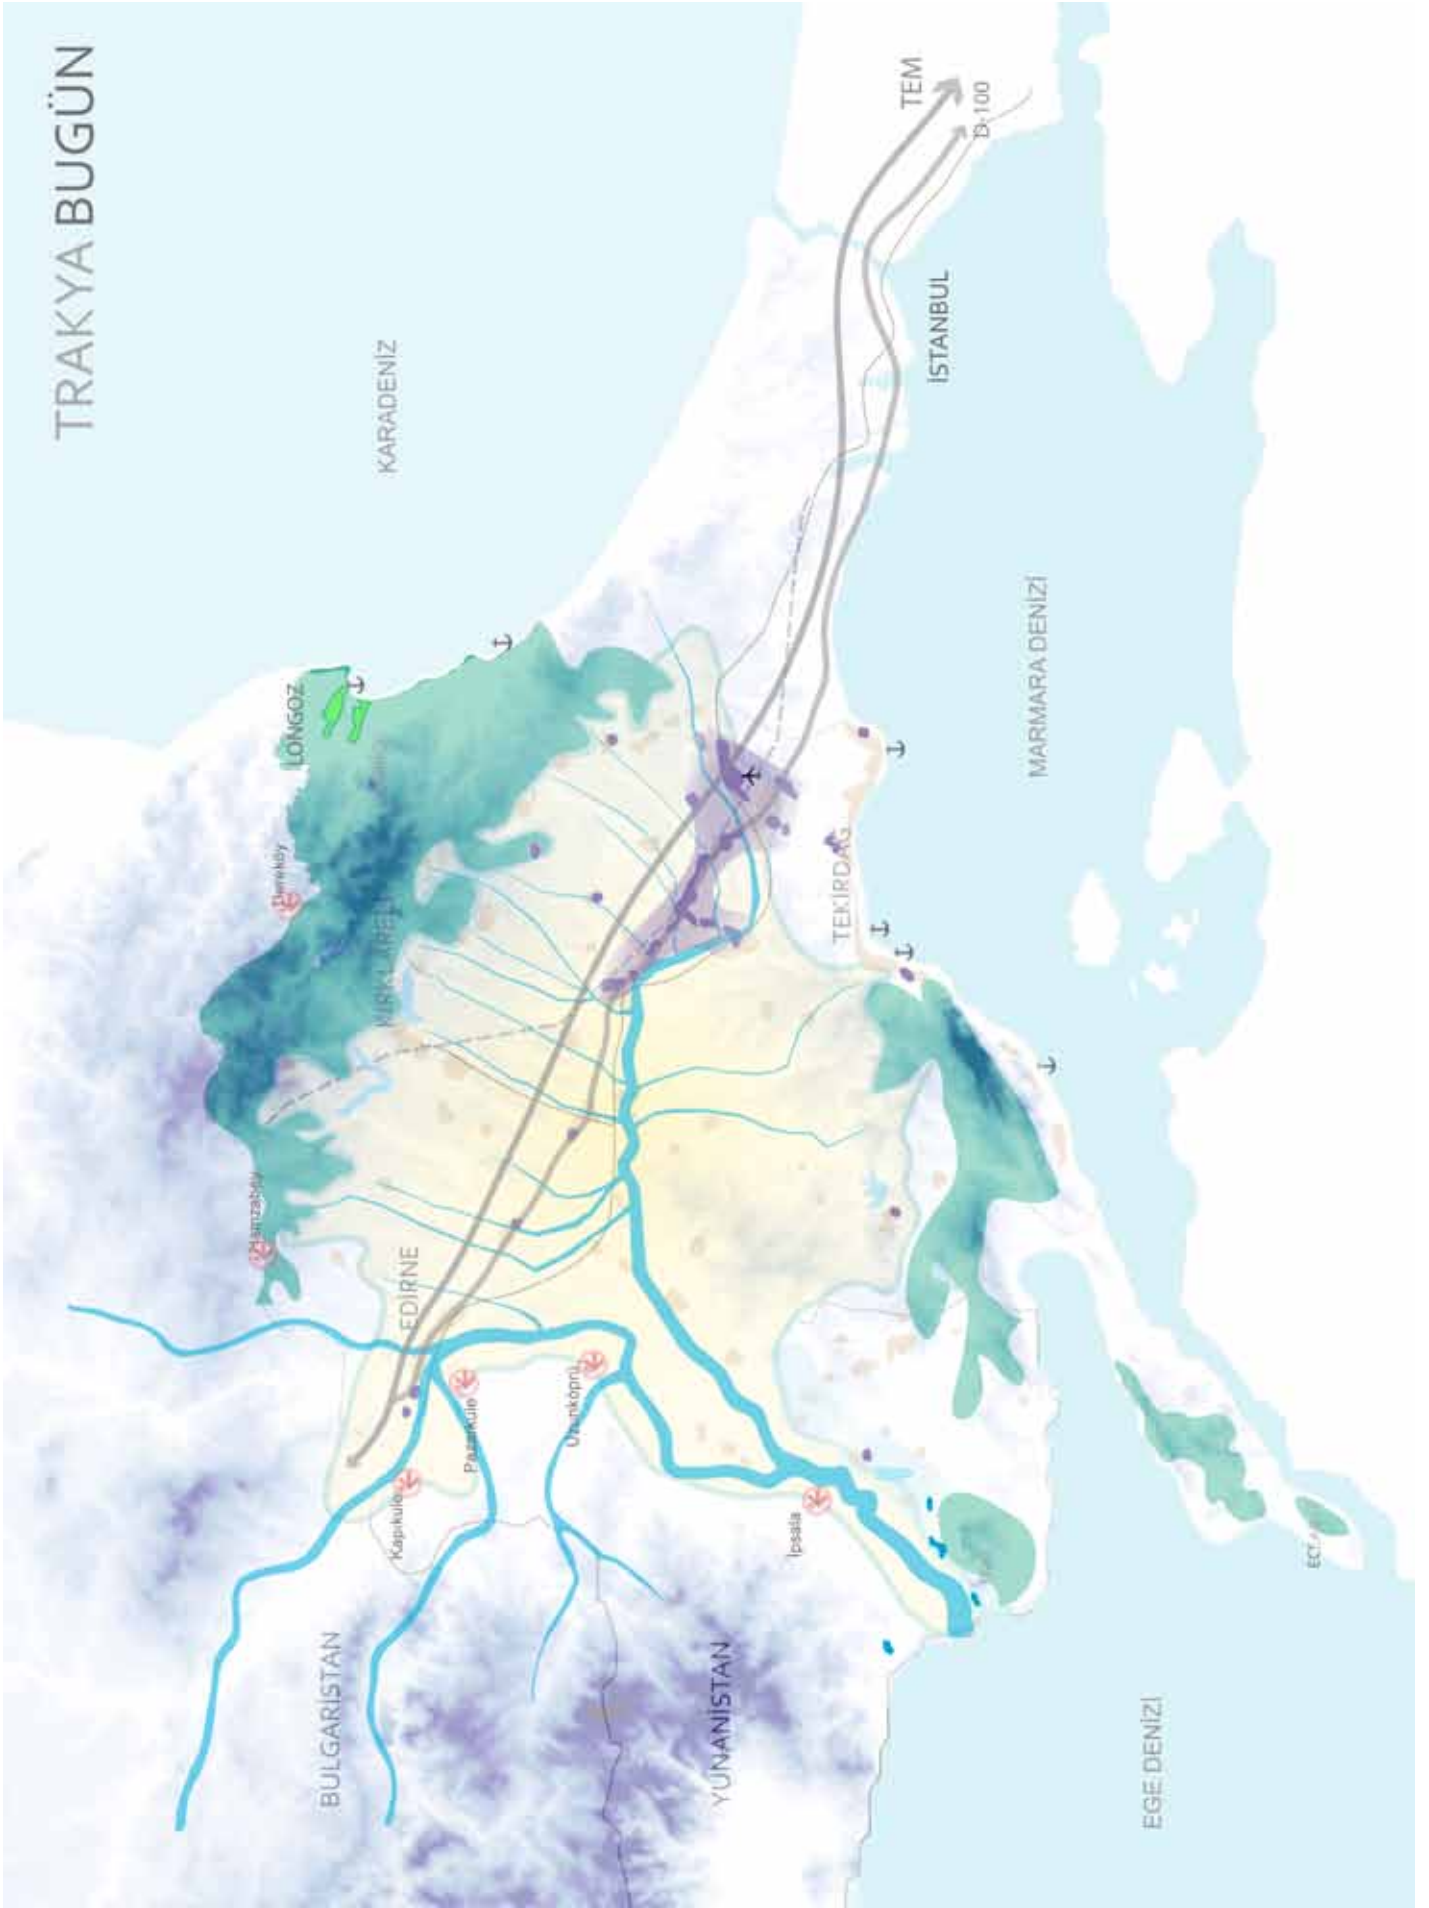 TRAKYA BUGÜN
KARADENİZ
TEM
D-100
İSTANBUL
LONGOZ
Dereköy
KIRKLARELİ
Hamzabey
EDİRNE
TEKİRDAĞ
MARMARA DENİZİ
Pazarkule
Uzunköprü
Kapıkule
İpsala
BULGARİSTAN
YUNANİSTAN
EGE DENİZİ